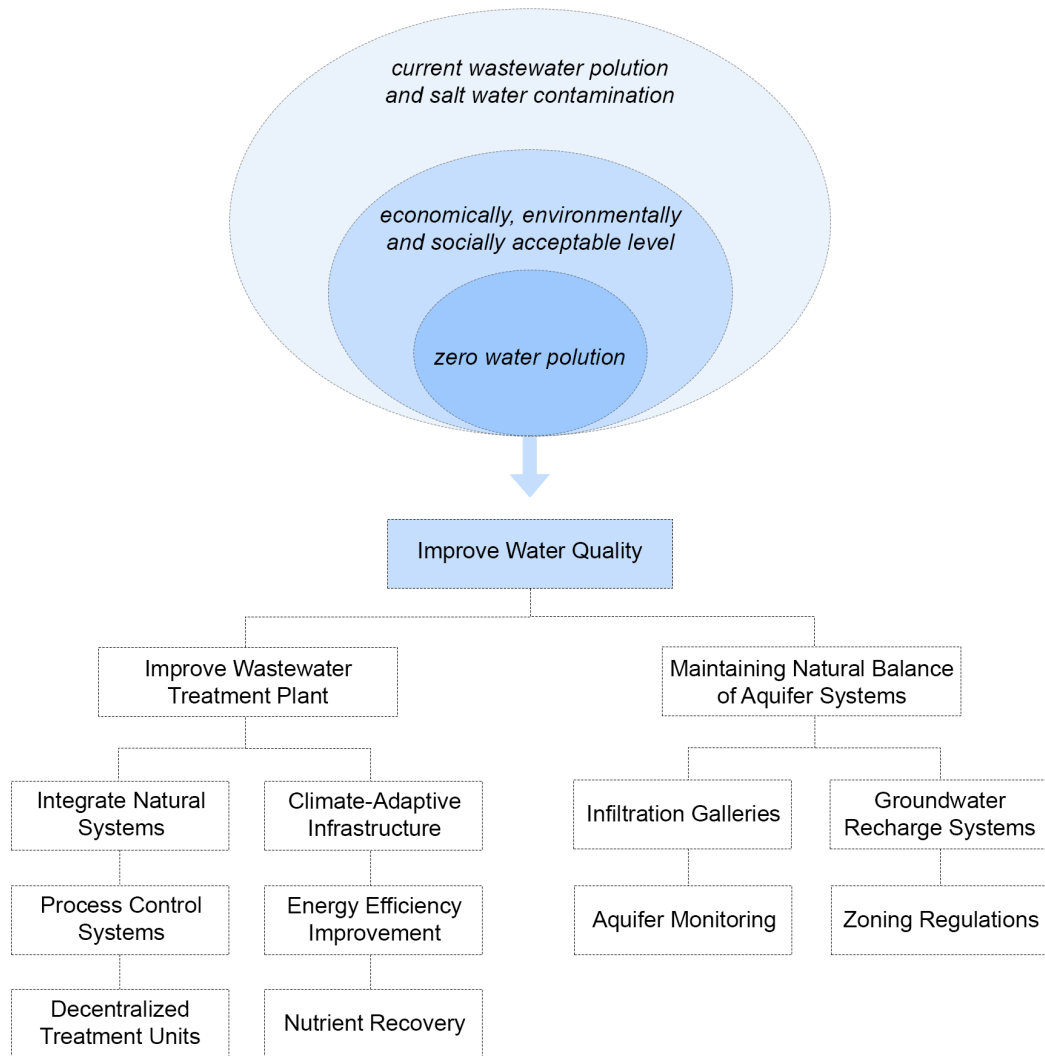 current wastewater polution
and salt water contamination
economically, environmentally
and socially acceptable level
zero water polution
Improve Water Quality
Improve Wastewater
Treatment Plant
Maintaining Natural Balance
of Aquifer Systems
Integrate Natural
Systems
Climate-Adaptive
Infrastructure
Infiltration Galleries
Groundwater
Recharge Systems
Process Control
Systems
Energy Efficiency
Improvement
Aquifer Monitoring
Zoning Regulations
Decentralized
Treatment Units
Nutrient Recovery